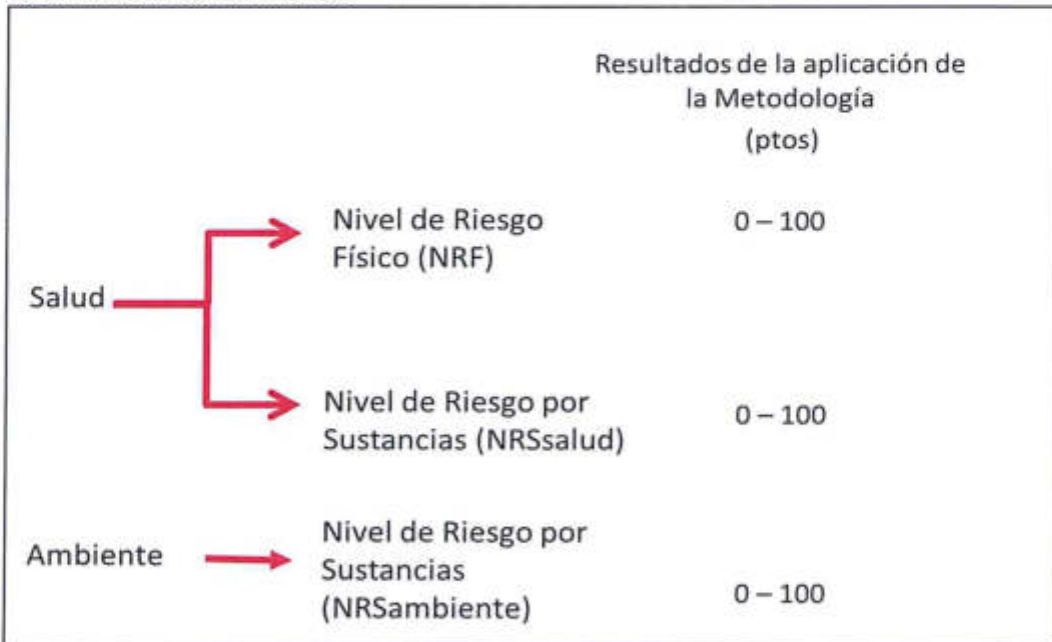 Resultados de la aplicación de
la Metodología
(ptos)
Salud
Nivel de Riesgo
Físico (NRF)
0 – 100
Nivel de Riesgo por
Sustancias (NRSsalud)
0 – 100
Ambiente
Nivel de Riesgo por
Sustancias
(NRSambiente)
0 – 100